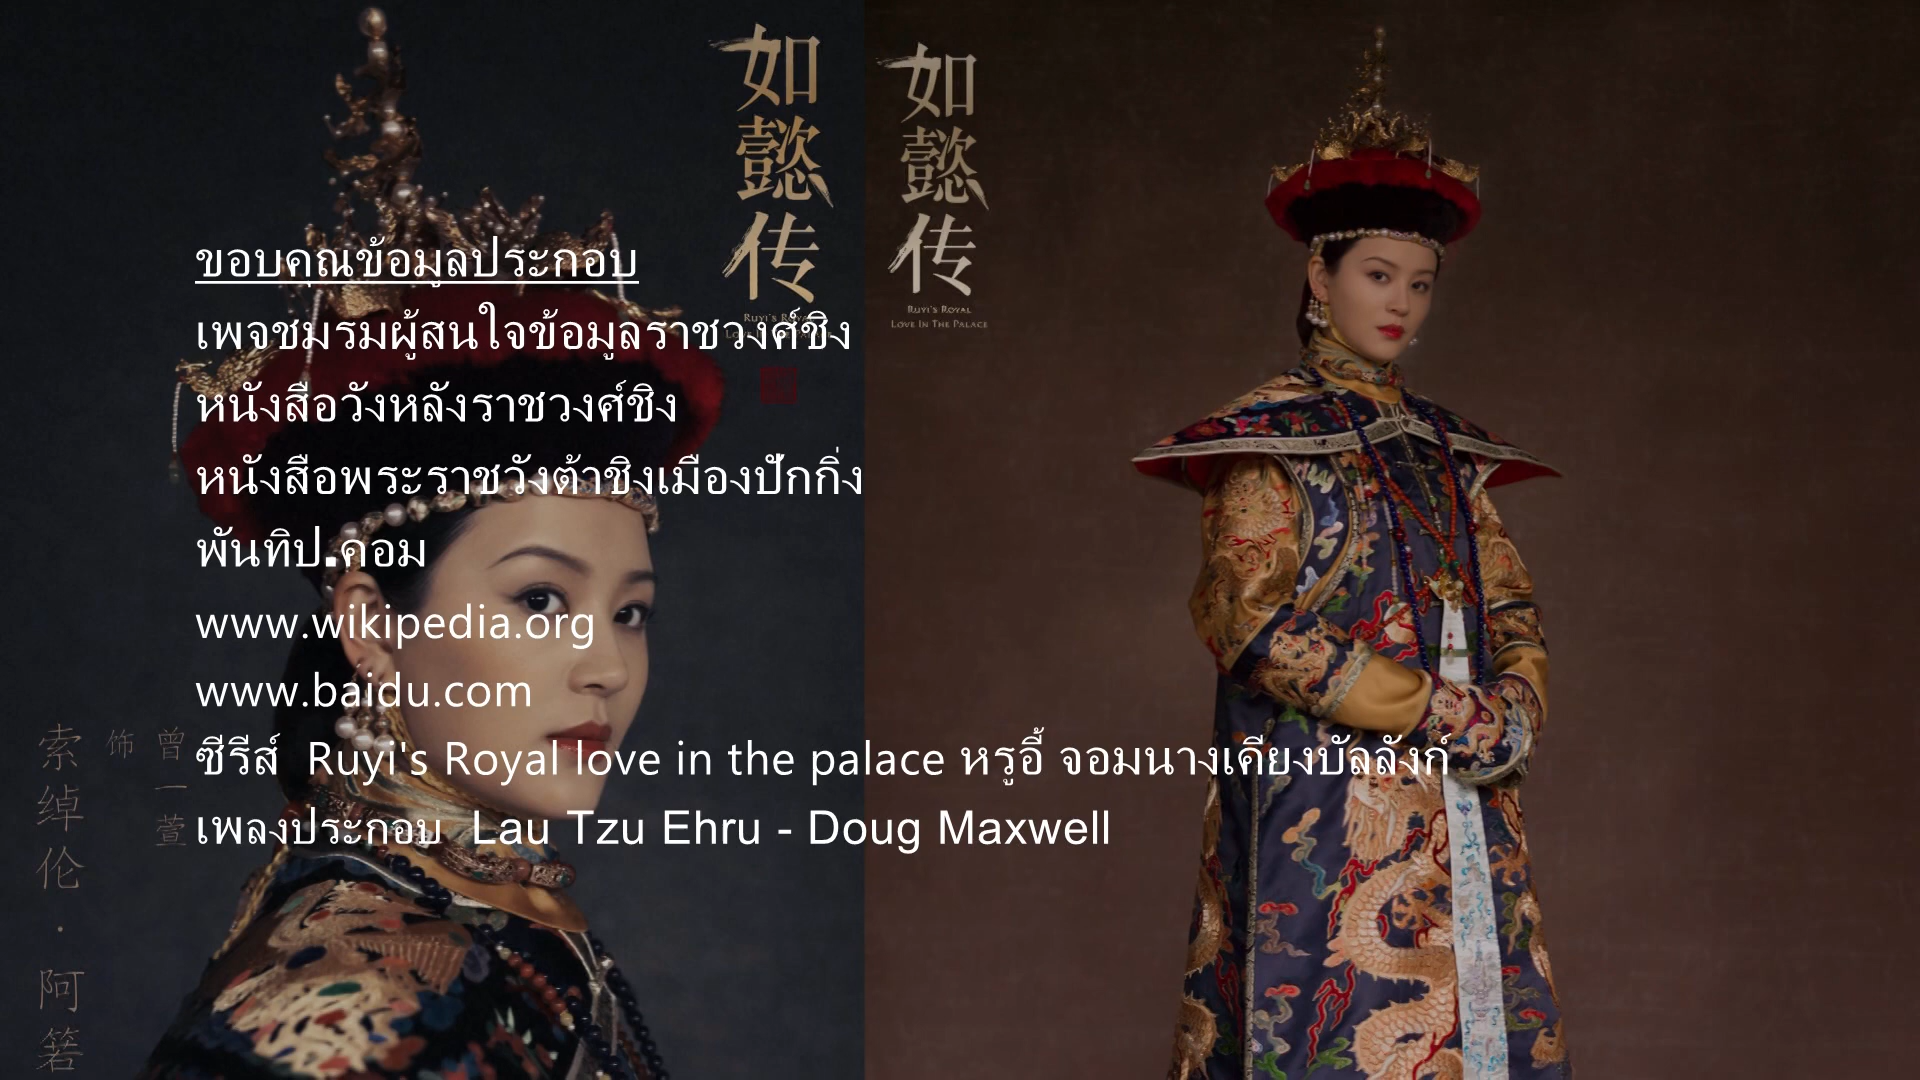 如懿传
RUYI'S ROYAL
如懿传
RUYI'S ROYAL
LOVE IN THE PALACE
ขอบคุณข้อมูลประกอบ
เพจชมรมผู้สนใจข้อมูลราชวงศ์ชิง
หนังสือวังหลังราชวงศ์ชิง
หนังสือพระราชวังต้าชิงเมืองปักกิ่ง
พันทิป.คอม
www.wikipedia.org
www.baidu.com
ซีรีส์ Ruyi's Royal love in the palace หรูอี้ จอมนางเคียงบัลลังก์
เพลงประกอบ Lau Tzu Ehru - Doug Maxwell
曾一萱
饰
索绰伦·阿箬